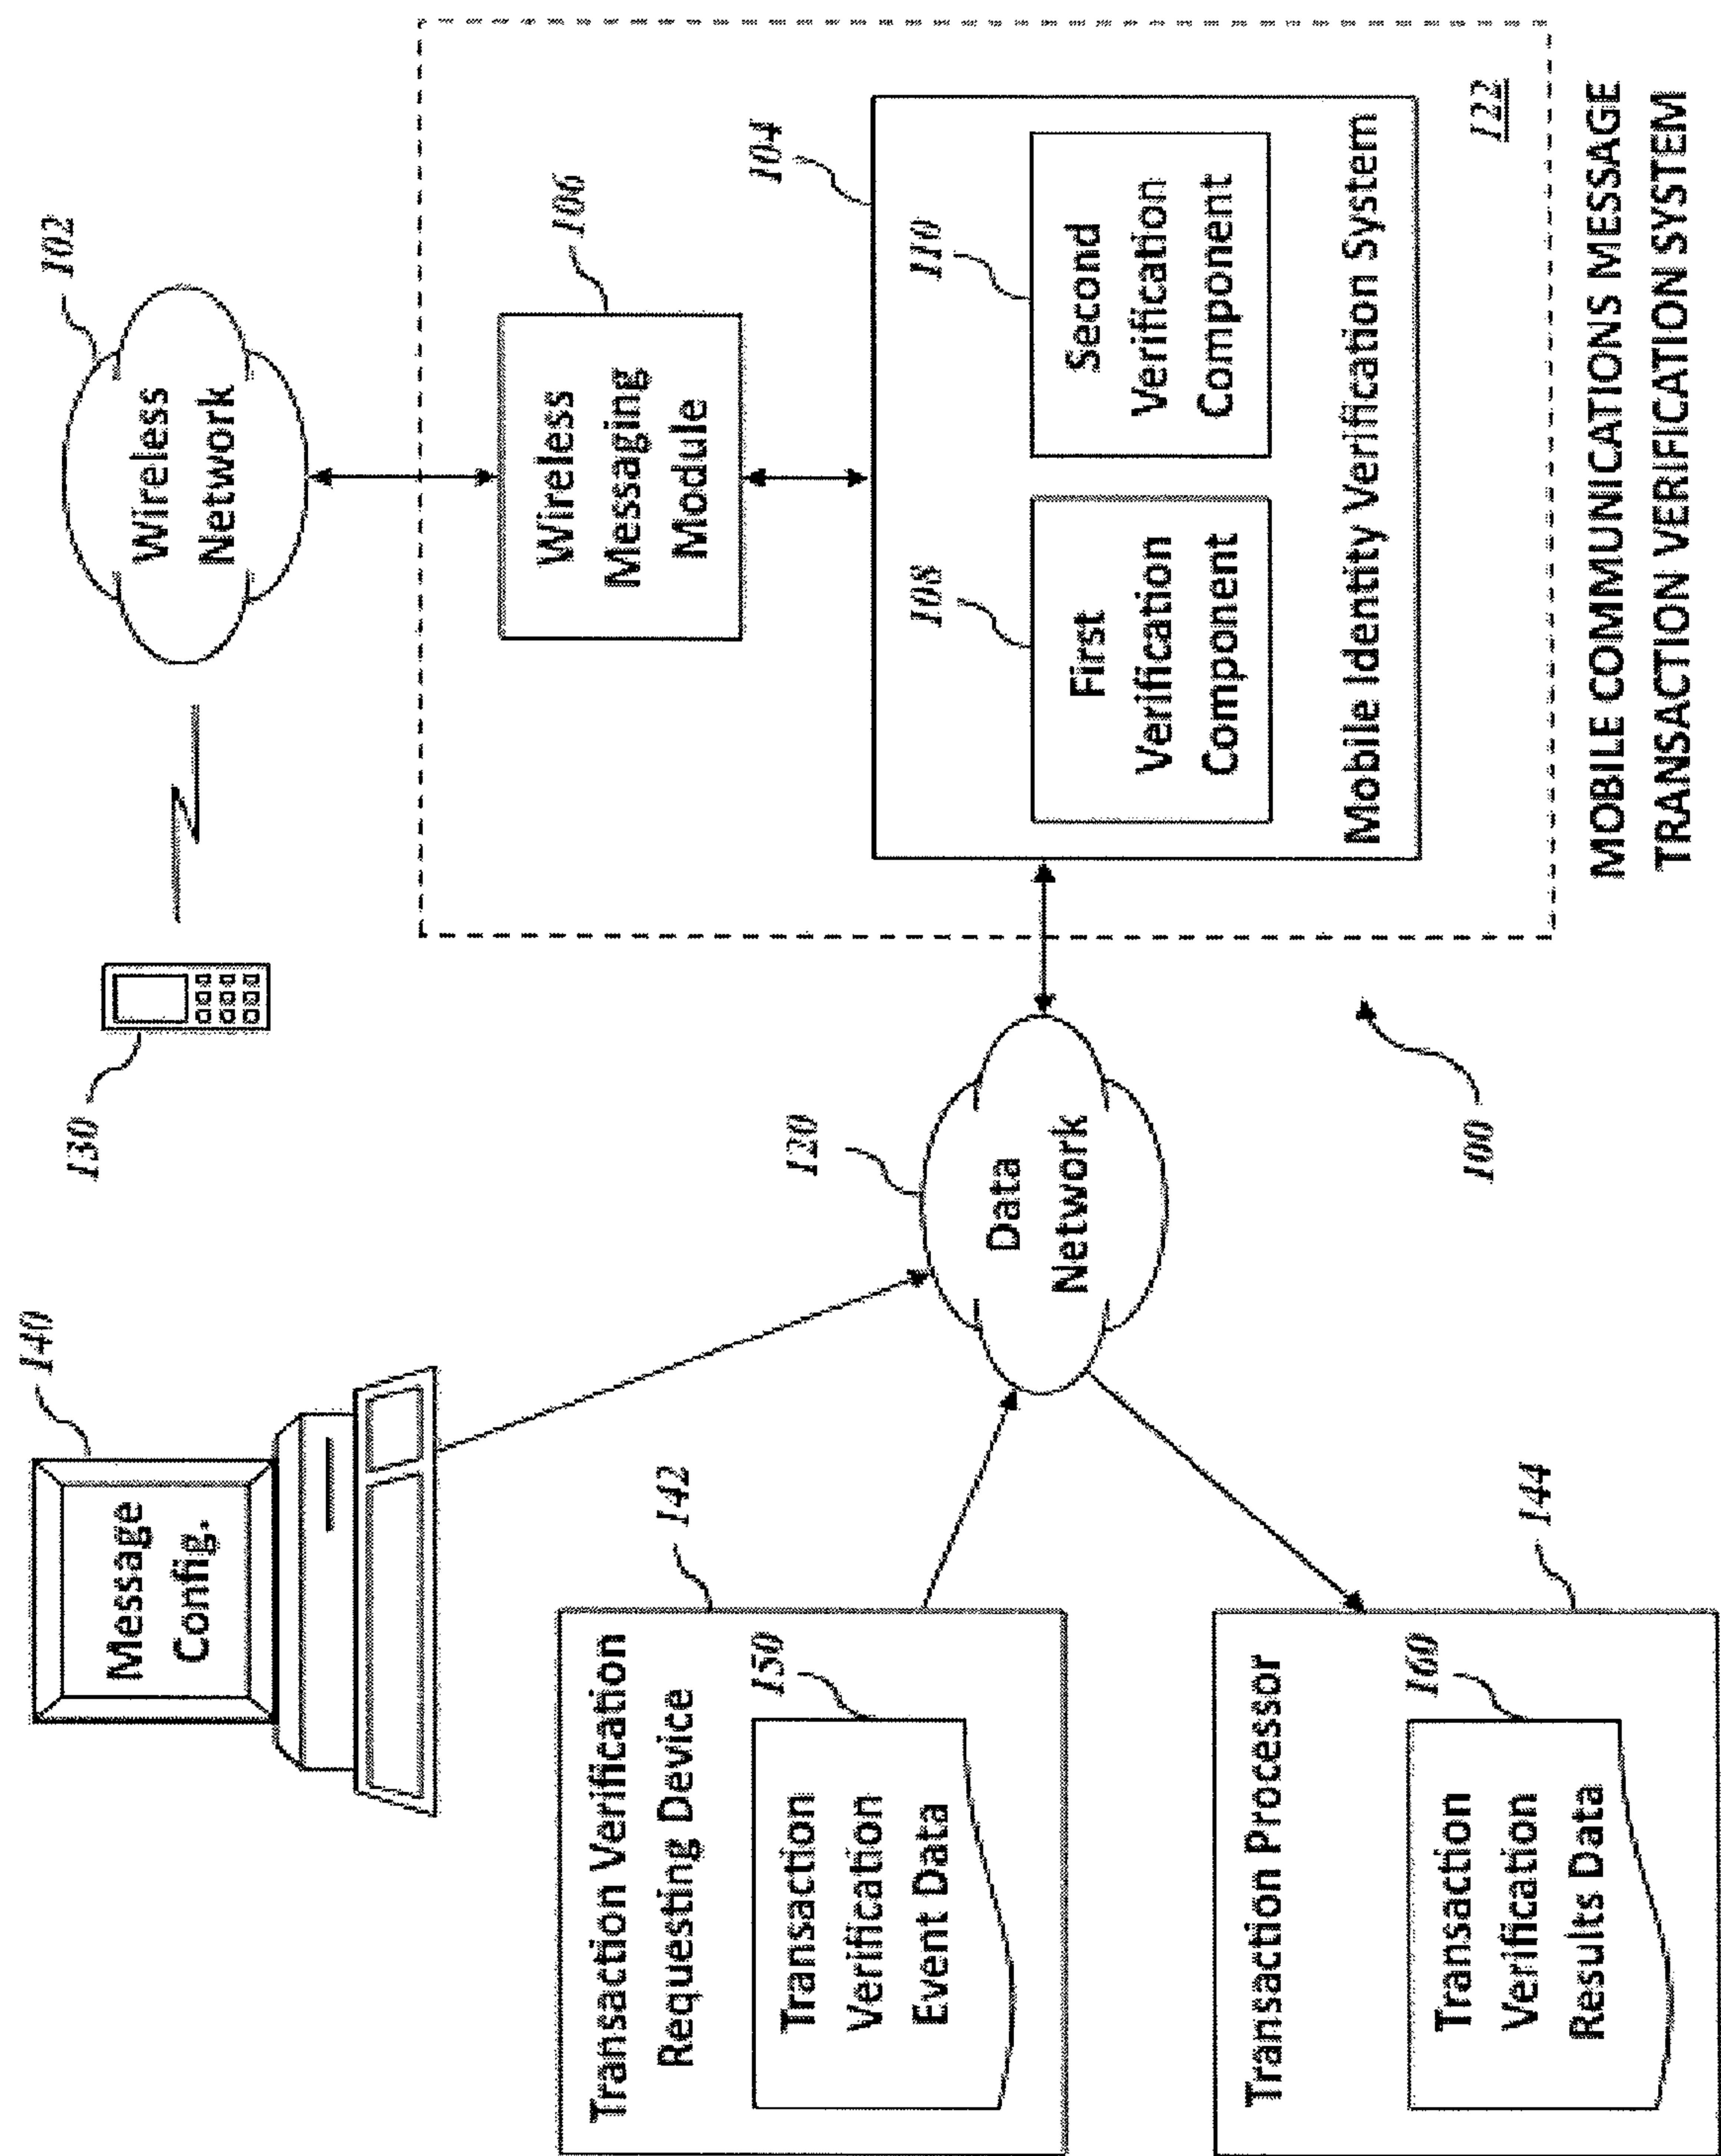 140
Message
Config.
130
102
Wireless
Network
142
Transaction Verification
Requesting Device
150
Transaction
Verification
Event Data
120
Data
Network
106
Wireless
Messaging
Module
104
108
First
Verification
Component
110
Second
Verification
Component
Mobile Identity Verification System
122
144
Transaction Processor
160
Transaction
Verification
Results Data
100
MOBILE COMMUNICATIONS MESSAGE
TRANSACTION VERIFICATION SYSTEM